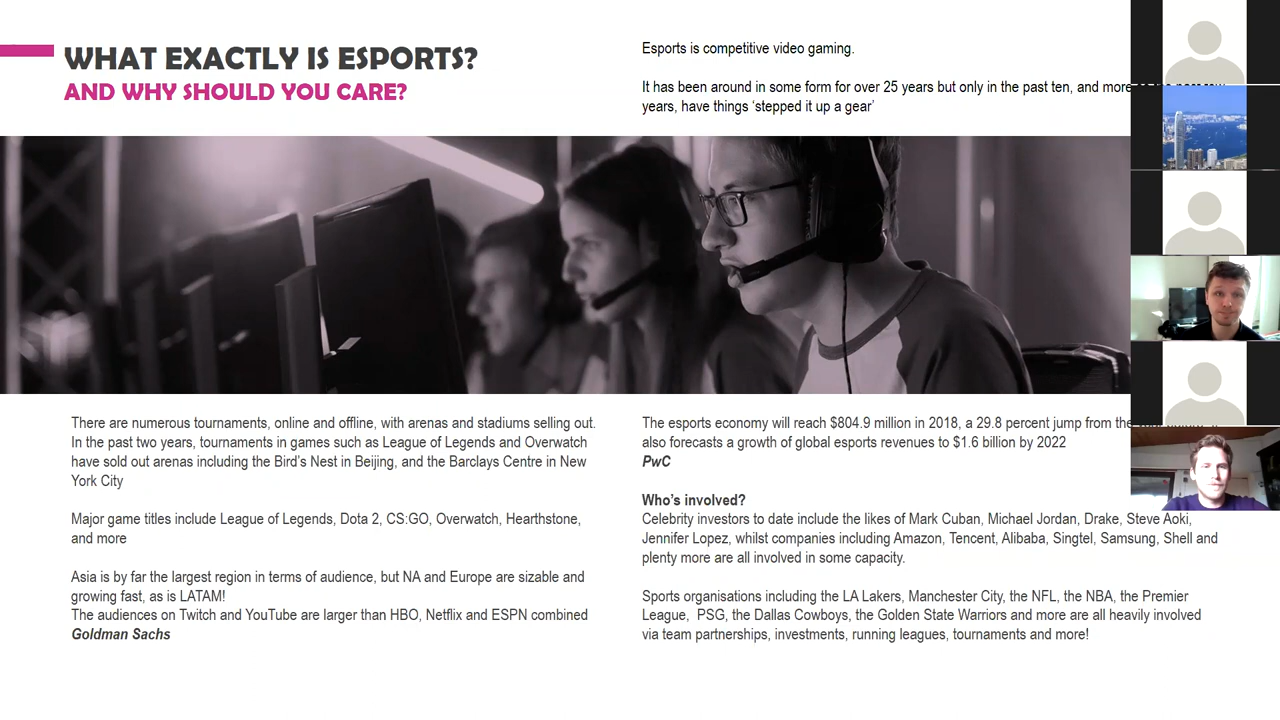 WHAT EXACTLY IS ESPORTS?
AND WHY SHOULD YOU CARE?
Esports is competitive video gaming.
It has been around in some form for over 25 years but only in the past ten, and more
years, have things ‘stepped it up a gear’
There are numerous tournaments, online and offline, with arenas and stadiums selling out.
In the past two years, tournaments in games such as League of Legends and Overwatch
have sold out arenas including the Bird’s Nest in Beijing, and the Barclays Centre in New
York City
Major game titles include League of Legends, Dota 2, CS:GO, Overwatch, Hearthstone,
and more
Asia is by far the largest region in terms of audience, but NA and Europe are sizable and
growing fast, as is LATAM!
The audiences on Twitch and YouTube are larger than HBO, Netflix and ESPN combined
Goldman Sachs
The esports economy will reach $804.9 million in 2018, a 29.8 percent jump from the
also forecasts a growth of global esports revenues to $1.6 billion by 2022
PwC
Who’s involved?
Celebrity investors to date include the likes of Mark Cuban, Michael Jordan, Drake, Steve Aoki,
Jennifer Lopez, whilst companies including Amazon, Tencent, Alibaba, Singtel, Samsung, Shell and
plenty more are all involved in some capacity.
Sports organisations including the LA Lakers, Manchester City, the NFL, the NBA, the Premier
League, PSG, the Dallas Cowboys, the Golden State Warriors and more are all heavily involved
via team partnerships, investments, running leagues, tournaments and more!